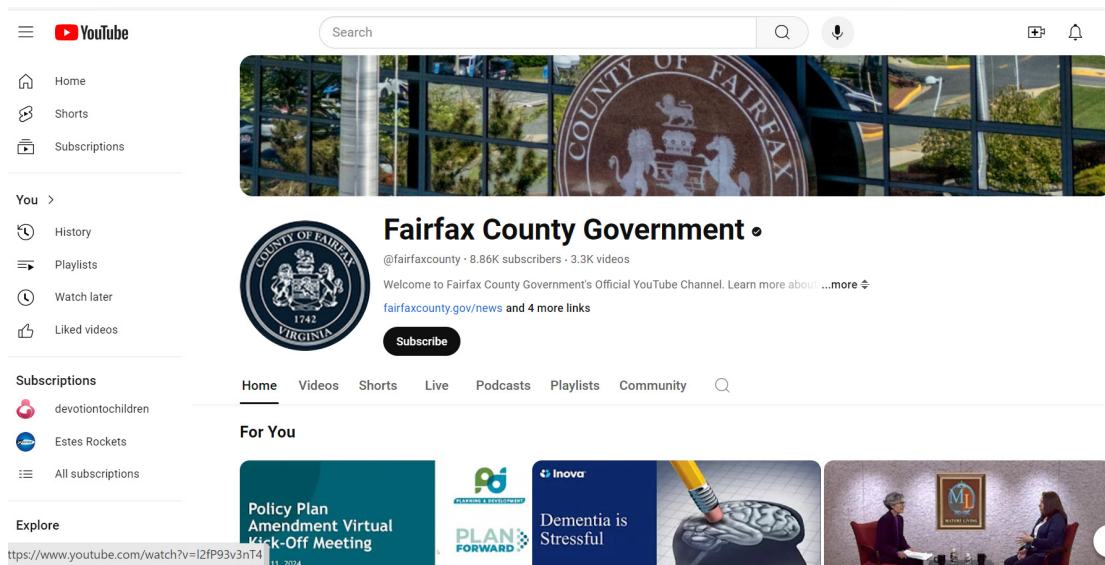 YouTube
Search
Home
Shorts
Subscriptions
You
History
Playlists
Watch later
Liked videos
Subscriptions
devotiontochildren
Estes Rockets
All subscriptions
Explore
ttps://www.youtube.com/watch?v=l2fP93v3nT4
COUNTY OF FAIRFAX
COUNTY OF FAIRFAX
1742
VIRGINIA
Fairfax County Government
@fairfaxcounty • 8.86K subscribers • 3.3K videos
Welcome to Fairfax County Government's Official YouTube Channel. Learn more about ...more
fairfaxcounty.gov/news and 4 more links
Subscribe
Home Videos Shorts Live Podcasts Playlists Community
For You
Policy Plan
Amendment Virtual
Kick-Off Meeting
11, 2024
pd
PLANNING & DEVELOPMENT
PLAN
FORWARD
Inova
Dementia is
Stressful
ML
MATURE LIVING